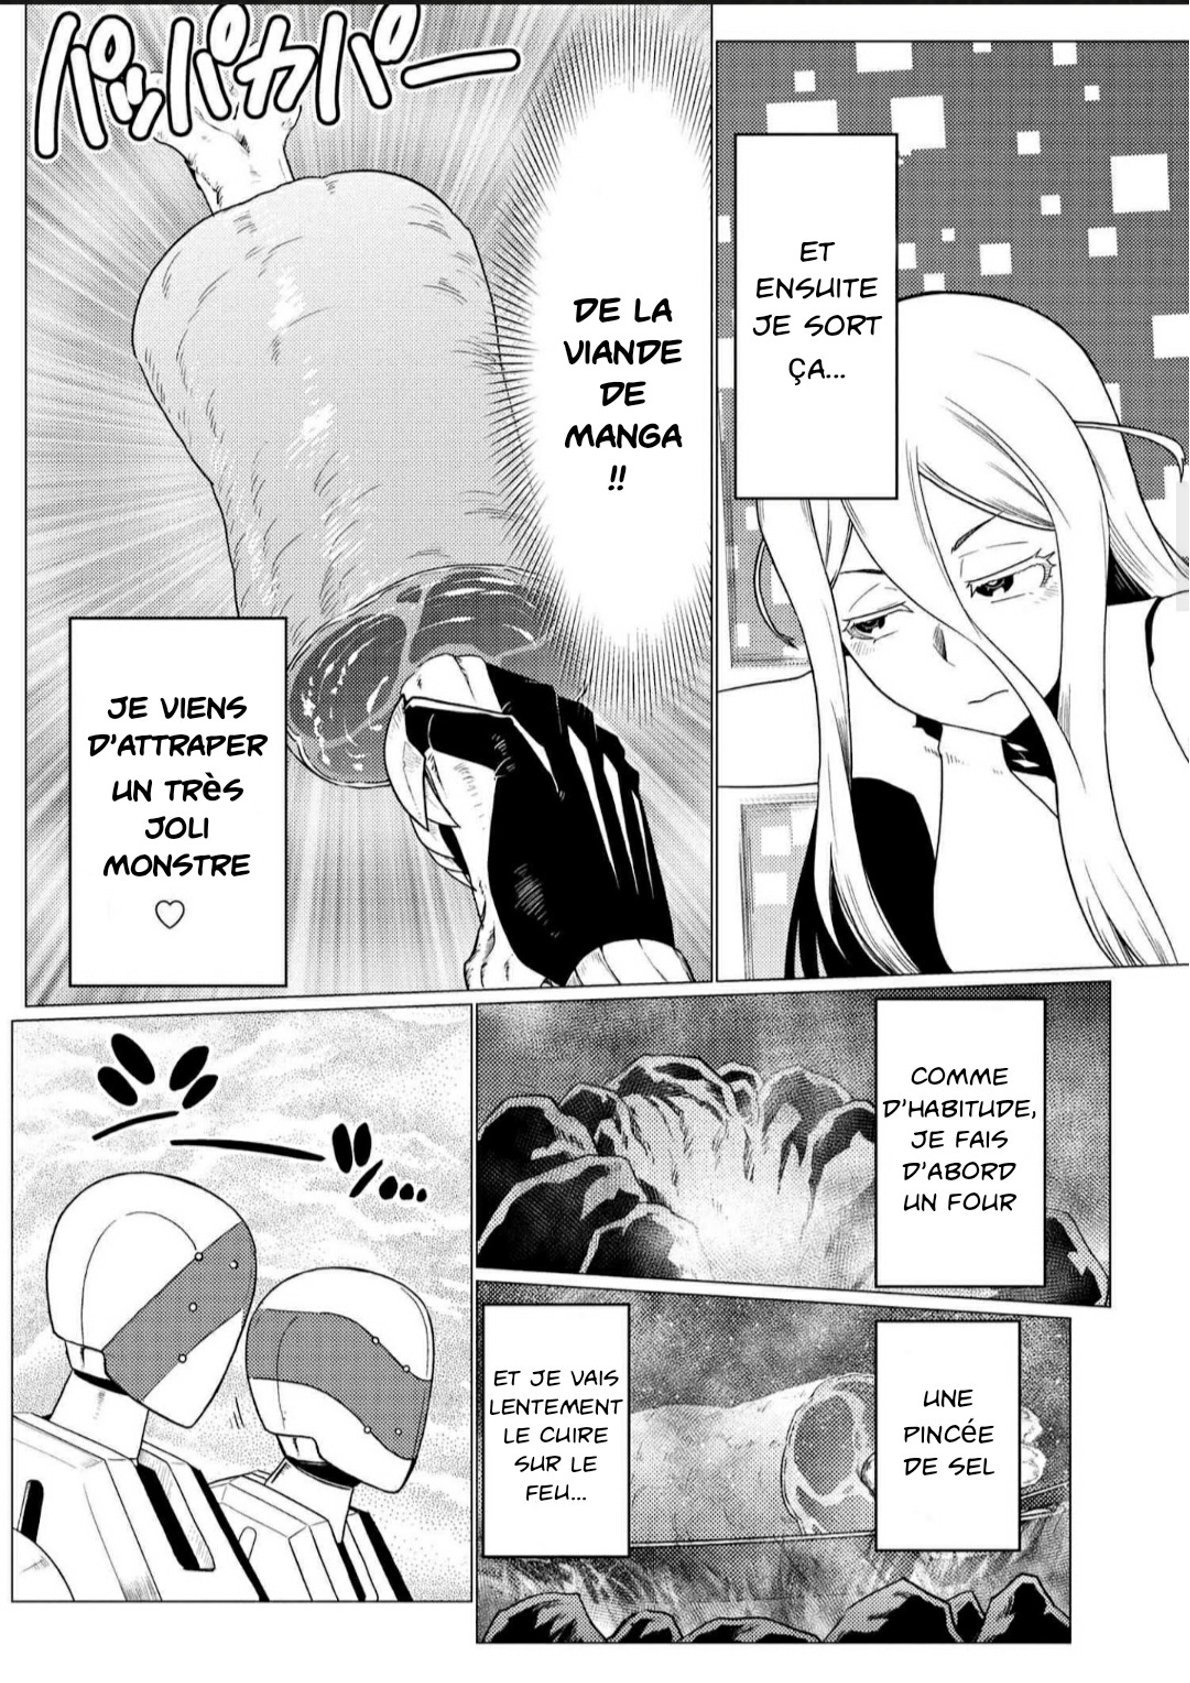 ET
ENSUITE
JE SORT
ÇA...
パッパカパー
DE LA
VIANDE
DE
MANGA
!!
JE VIENS
D'ATTRAPER
UN TRÈS
JOLI
MONSTRE
♡
COMME
D'HABITUDE,
JE FAIS
D'ABORD
UN FOUR
UNE
PINCÉE
DE SEL
ET JE VAIS
LENTEMENT
LE CUIRE
SUR LE
FEU...